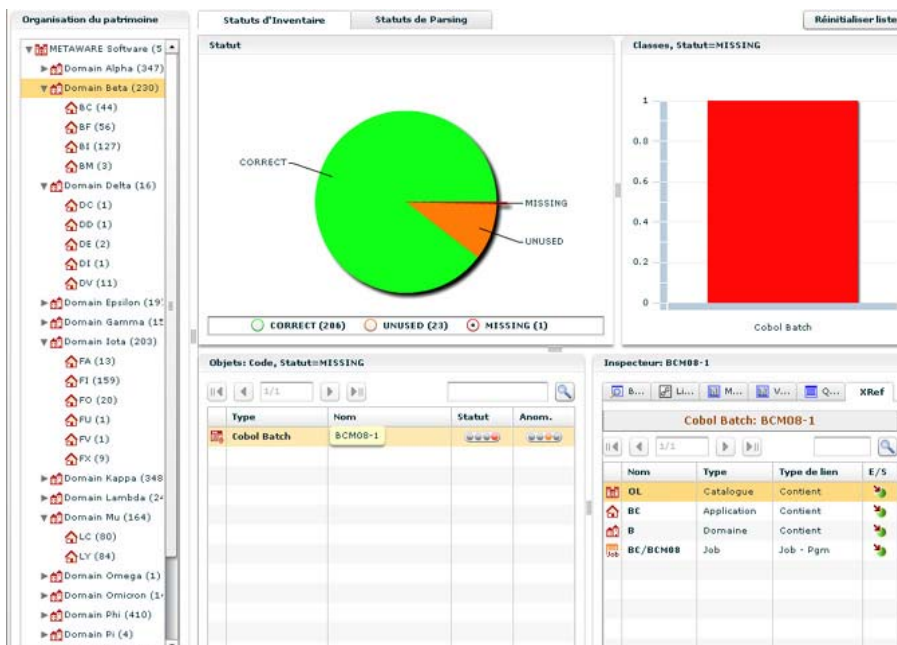 Organisation du patrimoine
METAWARE Software (5
Domain Alpha (347)
Domain Beta (230)
BC (44)
BF (56)
BI (127)
BM (3)
Domain Delta (16)
DC (1)
DD (1)
DE (2)
DI (1)
DV (11)
Domain Epsilon (19
Domain Gamma (15
Domain Iota (203)
FA (13)
FI (159)
FO (20)
FU (1)
FV (1)
FX (9)
Domain Kappa (348
Domain Lambda (24
Domain Mu (164)
LC (80)
LY (84)
Domain Omega (1)
Domain Omicron (1
Domain Phi (410)
Domain Pi (4)
Statuts d'Inventaire
Statuts de Parsing
Réinitialiser liste
Statut
CORRECT
MISSING
UNUSED
CORRECT (206) UNUSED (23) MISSING (1)
Classes, Statut=MISSING
1
0.8
0.6
0.4
0.2
0
Cobol Batch
Objets: Code, Statut=MISSING
1/1
Type Nom Statut Anom.
Cobol Batch BCM08-1
Inspecteur: BCM08-1
B... Li... M... V... Q... XRef
Cobol Batch: BCM08-1
1/1
Nom Type Type de lien E/S
OL Catalogue Contient
BC Application Contient
B Domaine Contient
Job BC/BCM08 Job Job - Pgm